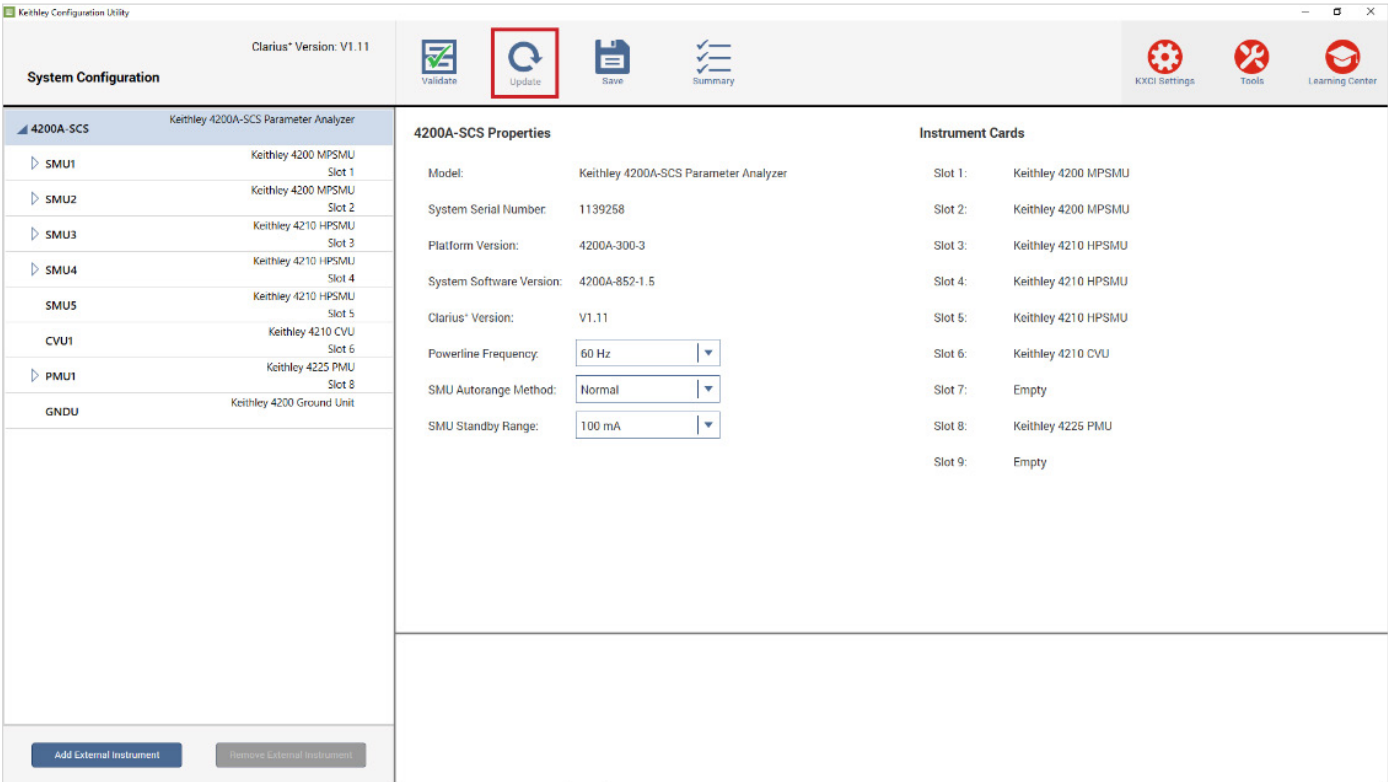 Keithley Configuration Utility
Clarius+ Version: V1.11
System Configuration
Validate
Update
Save
Summary
KXCI Settings
Tools
Learning Center
4200A-SCS Keithley 4200A-SCS Parameter Analyzer
SMU1 Keithley 4200 MPSMU
Slot 1
SMU2 Keithley 4200 MPSMU
Slot 2
SMU3 Keithley 4210 HPSMU
Slot 3
SMU4 Keithley 4210 HPSMU
Slot 4
SMU5 Keithley 4210 HPSMU
Slot 5
CVU1 Keithley 4210 CVU
Slot 6
PMU1 Keithley 4225 PMU
Slot 8
GNDU Keithley 4200 Ground Unit
Add External Instrument
Remove External Instrument
4200A-SCS Properties
Model: Keithley 4200A-SCS Parameter Analyzer
System Serial Number: 1139258
Platform Version: 4200A-300-3
System Software Version: 4200A-852-1.5
Clarius+ Version: V1.11
Powerline Frequency: 60 Hz
SMU Autorange Method: Normal
SMU Standby Range: 100 mA
Instrument Cards
Slot 1: Keithley 4200 MPSMU
Slot 2: Keithley 4200 MPSMU
Slot 3: Keithley 4210 HPSMU
Slot 4: Keithley 4210 HPSMU
Slot 5: Keithley 4210 HPSMU
Slot 6: Keithley 4210 CVU
Slot 7: Empty
Slot 8: Keithley 4225 PMU
Slot 9: Empty